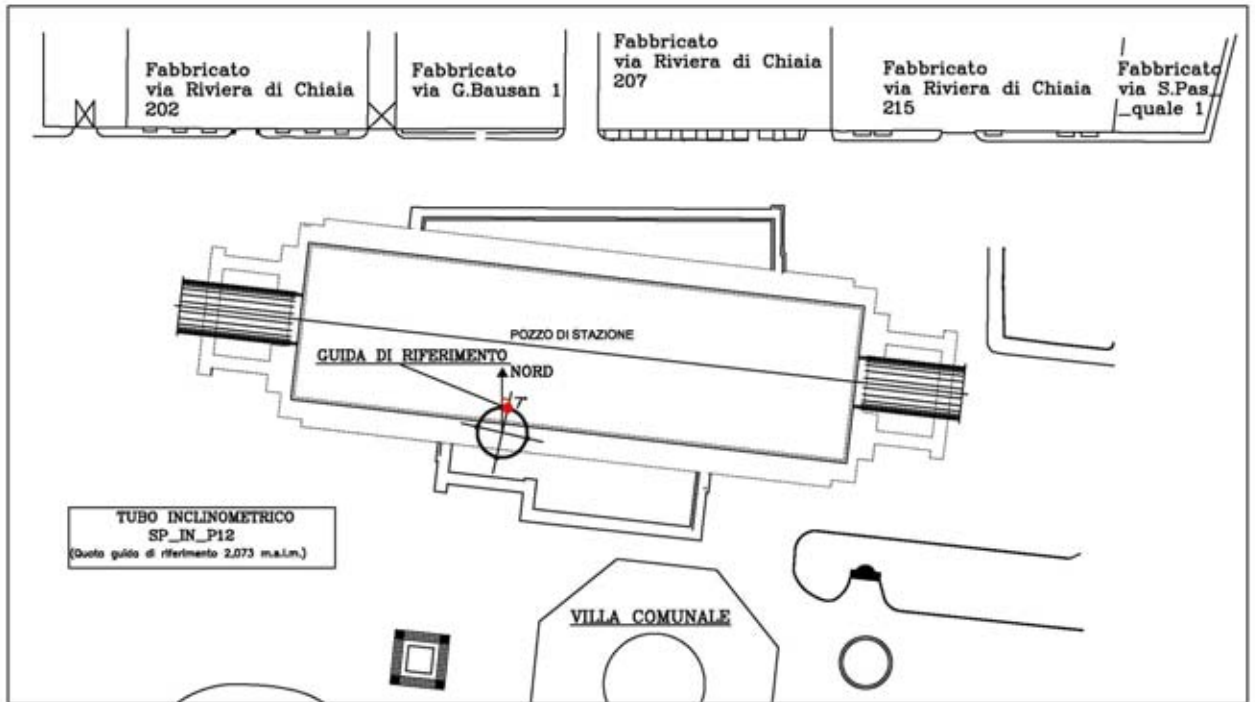 Fabbricato
via Riviera di Chiaia
202
Fabbricato
via G.Bausan 1
Fabbricato
via Riviera di Chiaia
207
Fabbricato
via Riviera di Chiaia
215
Fabbricato
via S.Pas_
_quale 1
POZZO DI STAZIONE
GUIDA DI RIFERIMENTO
NORD
7°
TUBO INCLINOMETRICO
SP_IN_P12
(Quota guida di riferimento 2,073 m.s.l.m.)
VILLA COMUNALE